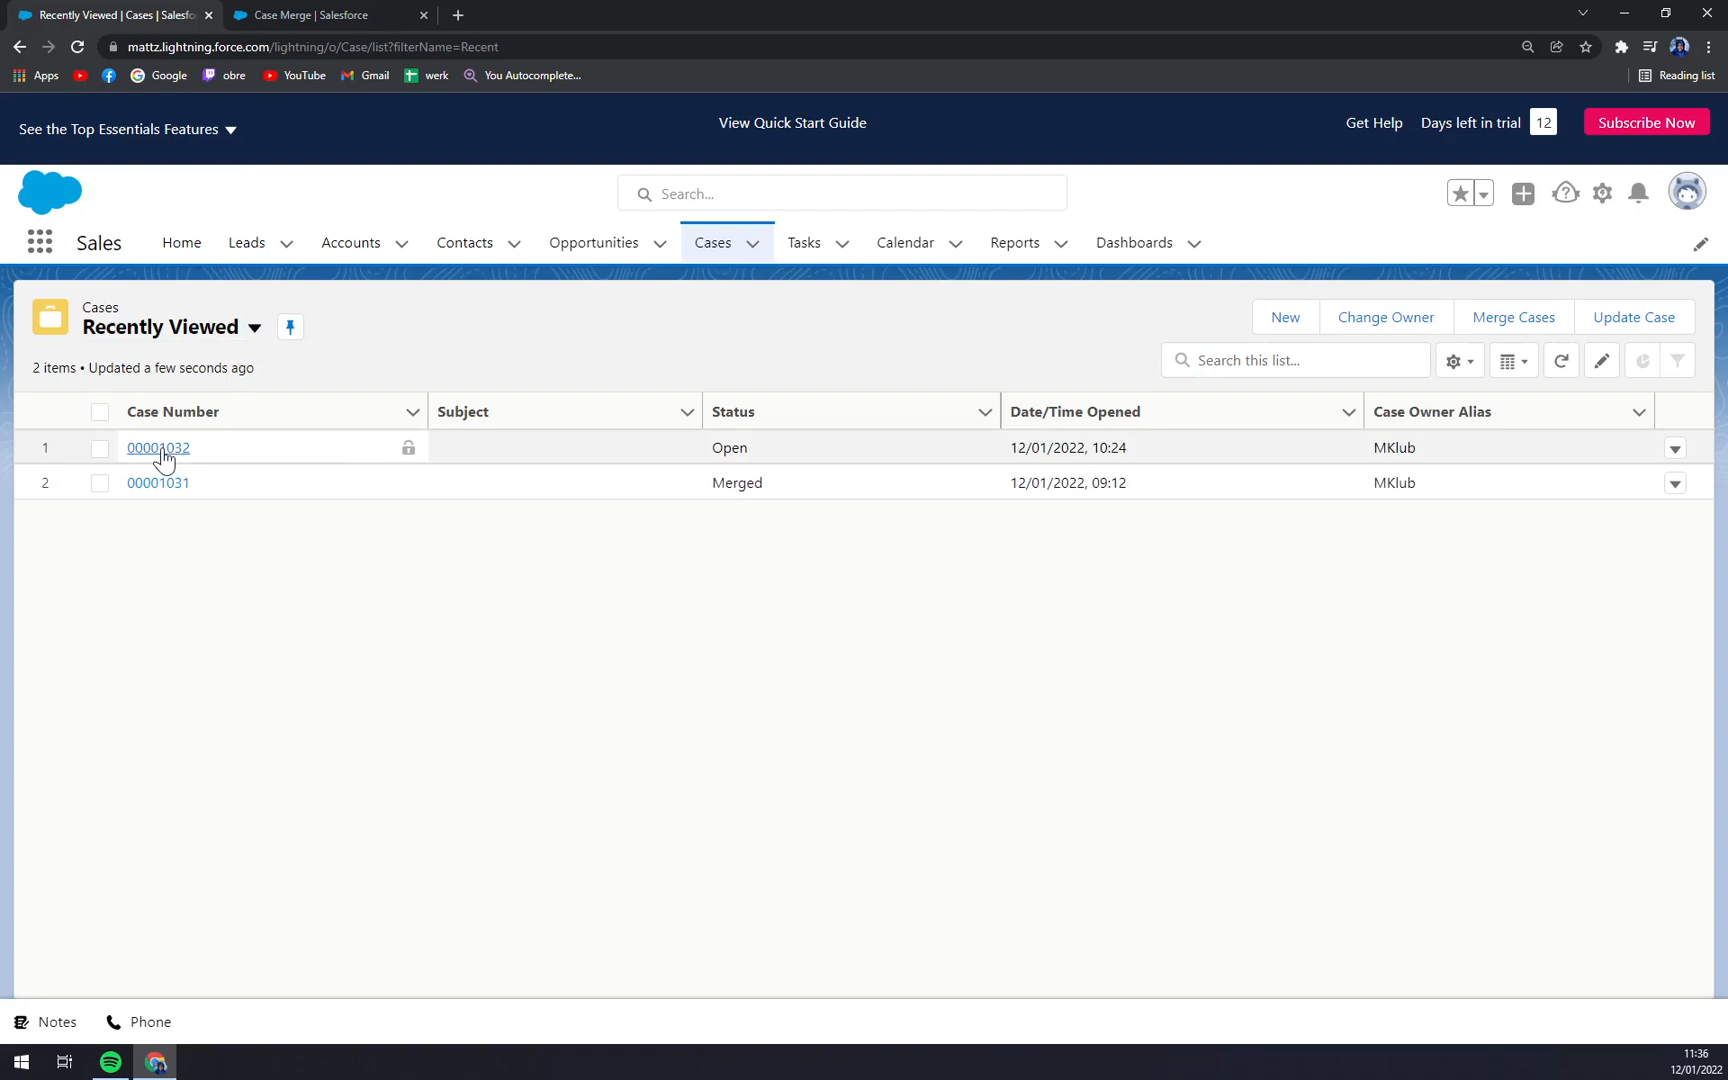 Recently Viewed | Cases | Salesfo
Case Merge | Salesforce
mattz.lightning.force.com/lightning/o/Case/list?filterName=Recent
Apps
Google
obre
YouTube
Gmail
werk
You Autocomplete...
Reading list
See the Top Essentials Features
View Quick Start Guide
Get Help
Days left in trial 12
Subscribe Now
Search...
Sales
Home
Leads
Accounts
Contacts
Opportunities
Cases
Tasks
Calendar
Reports
Dashboards
Cases
Recently Viewed
New
Change Owner
Merge Cases
Update Case
2 items • Updated a few seconds ago
Search this list...
Case Number
Subject
Status
Date/Time Opened
Case Owner Alias
1 00001032 Open 12/01/2022, 10:24 MKlub
2 00001031 Merged 12/01/2022, 09:12 MKlub
Notes
Phone
11:36
12/01/2022